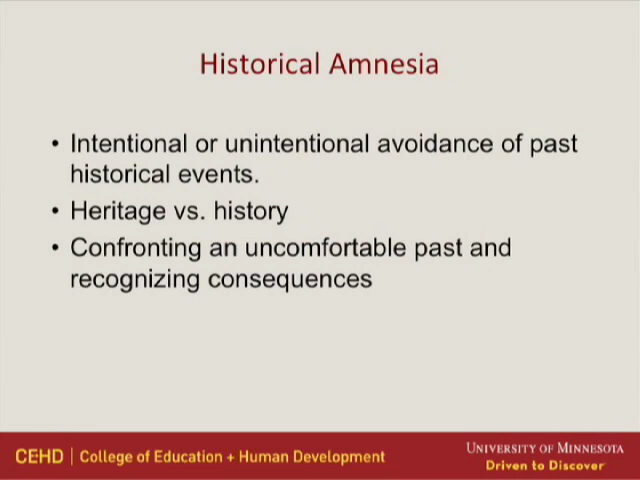 Historical Amnesia
• Intentional or unintentional avoidance of past
historical events.
• Heritage vs. history
• Confronting an uncomfortable past and
recognizing consequences
CEHD | College of Education + Human Development
UNIVERSITY OF MINNESOTA
Driven to Discover